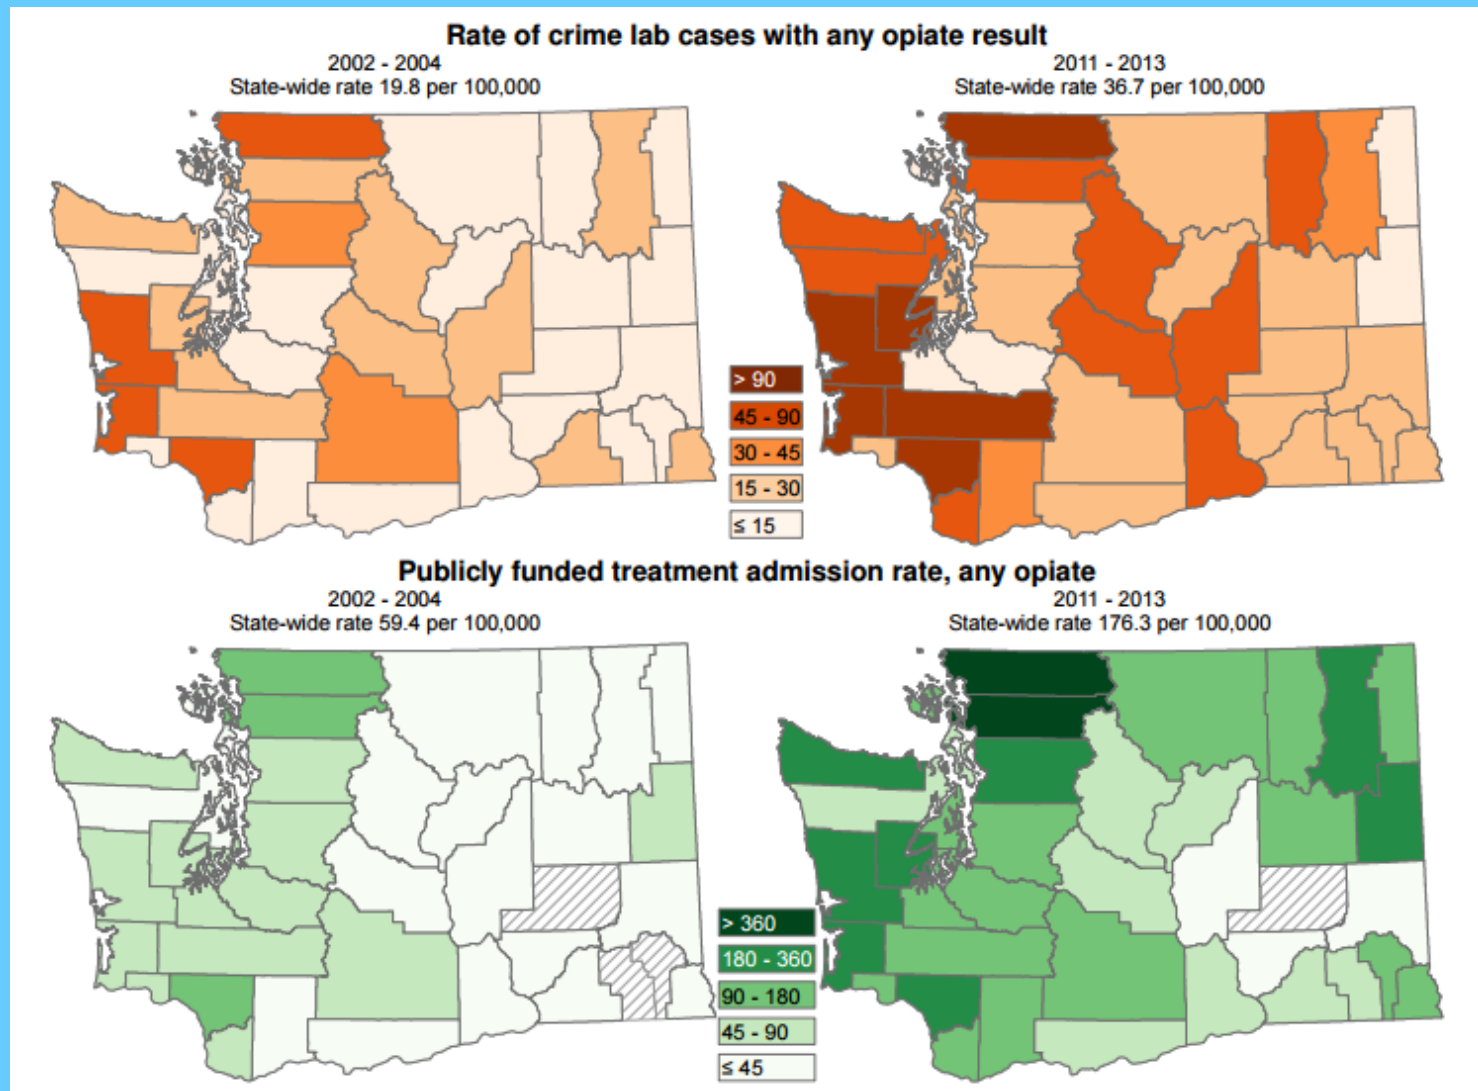 Rate of crime lab cases with any opiate result
2002 - 2004
State-wide rate 19.8 per 100,000
2011 - 2013
State-wide rate 36.7 per 100,000
> 90
45 - 90
30 - 45
15 - 30
≤ 15
Publicly funded treatment admission rate, any opiate
2002 - 2004
State-wide rate 59.4 per 100,000
2011 - 2013
State-wide rate 176.3 per 100,000
> 360
180 - 360
90 - 180
45 - 90
≤ 45